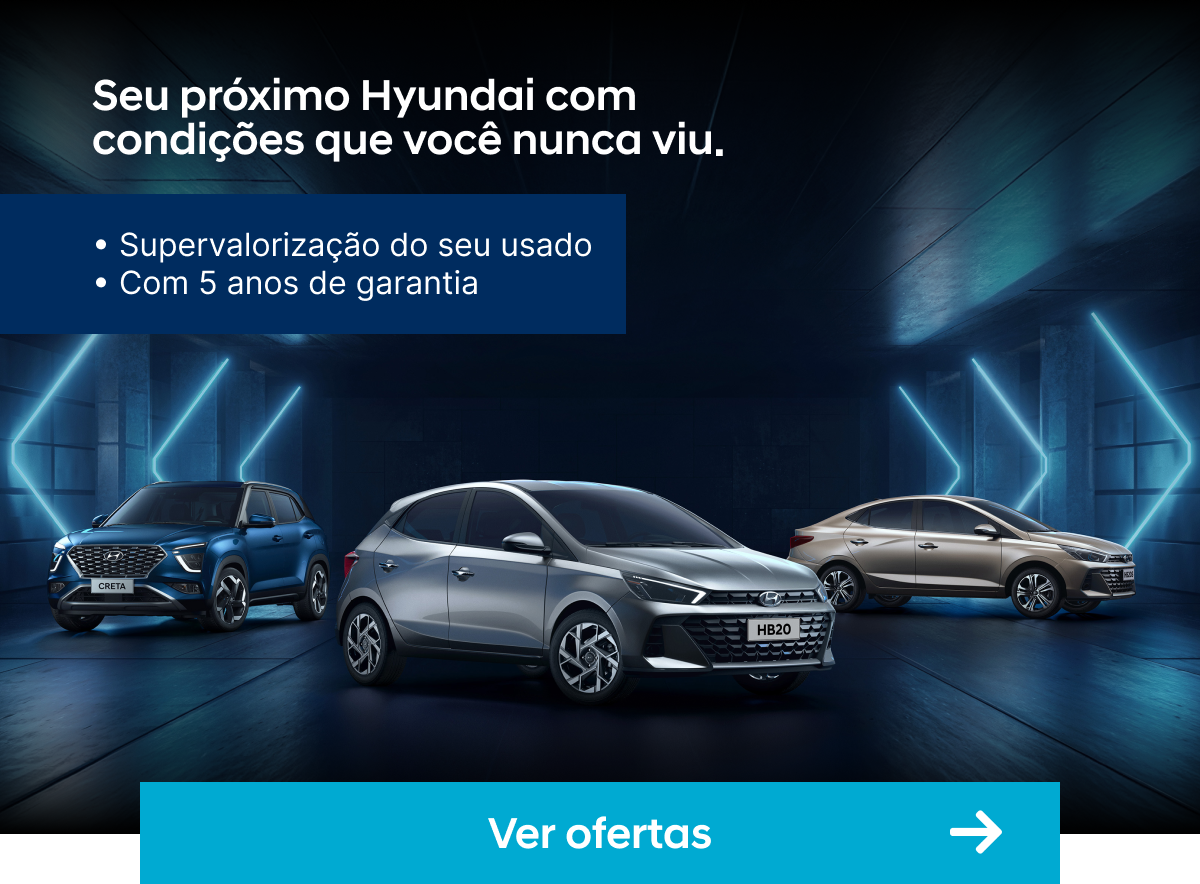 Seu próximo Hyundai com
condições que você nunca viu.
• Supervalorização do seu usado
• Com 5 anos de garantia
CRETA
HB20
Ver ofertas